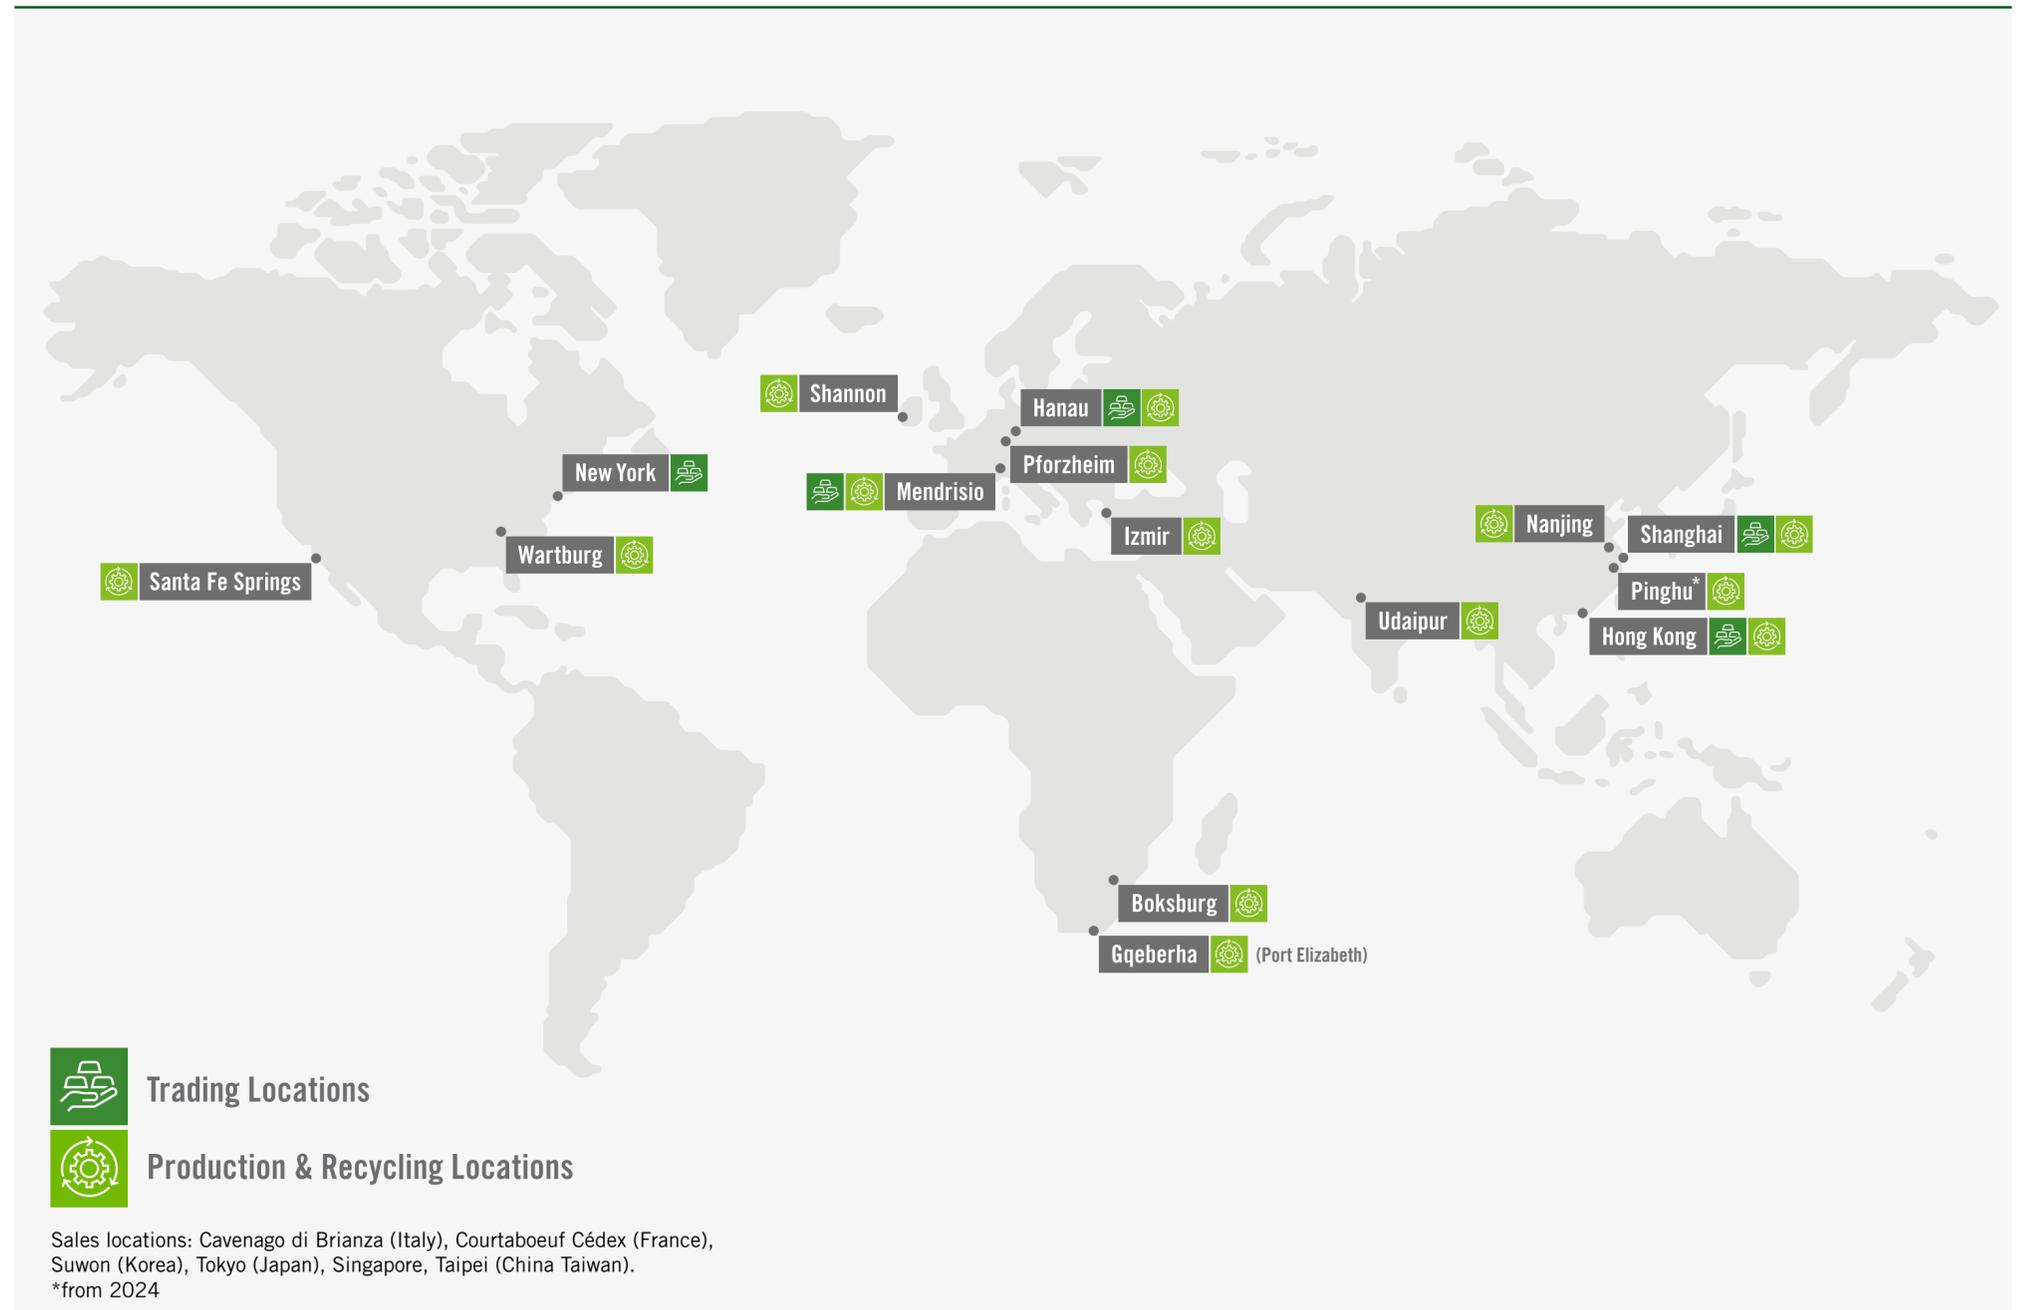 Shannon
Hanau
Pforzheim
New York
Mendrisio
Izmir
Nanjing
Shanghai
Wartburg
Santa Fe Springs
Pinghu*
Udaipur
Hong Kong
Boksburg
Gqeberha (Port Elizabeth)
Trading Locations
Production & Recycling Locations
Sales locations: Cavenago di Brianza (Italy), Courtaboeuf Cédex (France),
Suwon (Korea), Tokyo (Japan), Singapore, Taipei (China Taiwan).
*from 2024